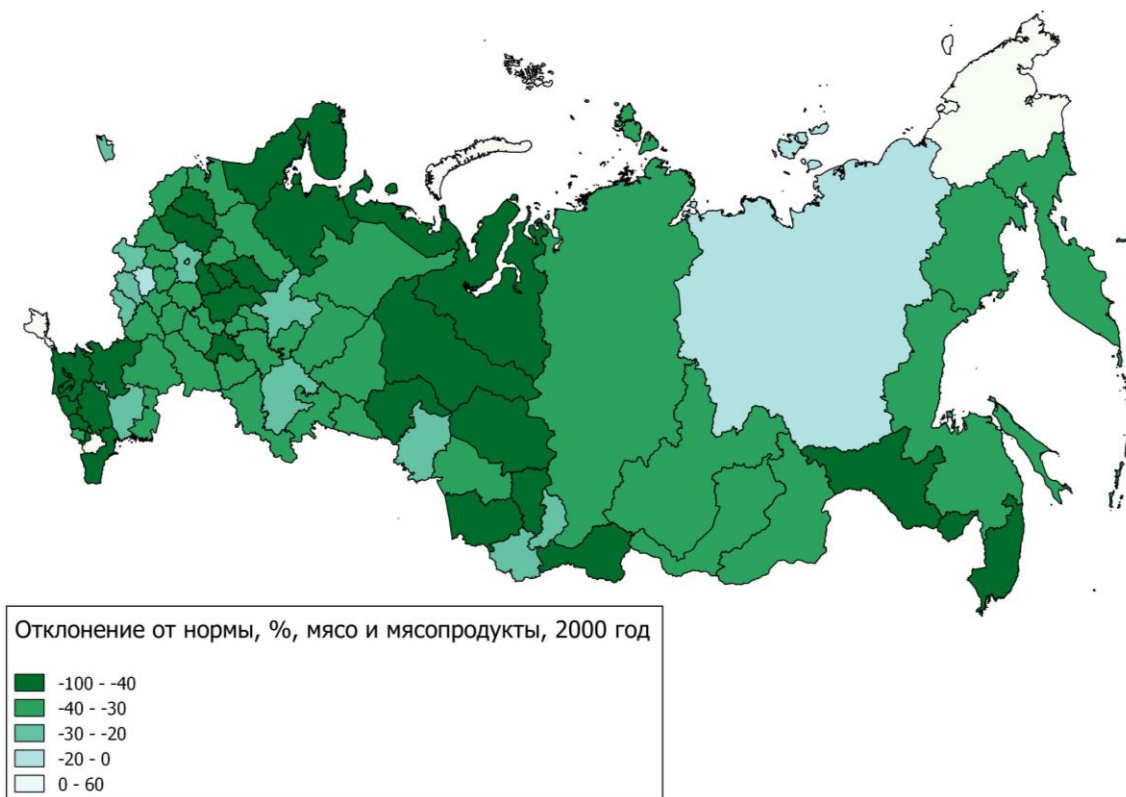 Отклонение от нормы, %, мясо и мясопродукты, 2000 год
-100 - -40
-40 - -30
-30 - -20
-20 - 0
0 - 60